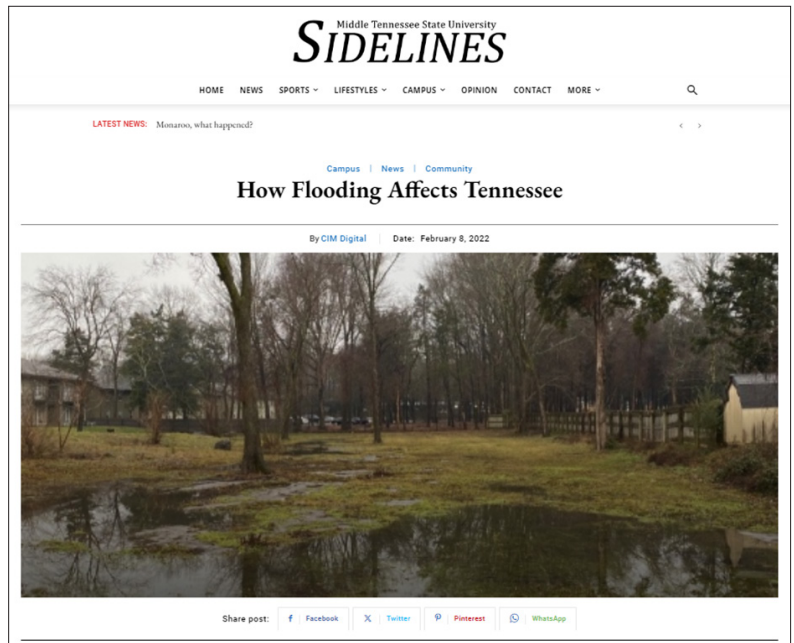 Middle Tennessee State University
SIDELINES
HOME NEWS SPORTS LIFESTYLES CAMPUS OPINION CONTACT MORE
LATEST NEWS: Monaroo, what happened?
Campus | News | Community
How Flooding Affects Tennessee
By CIM Digital | Date: February 8, 2022
Share post: Facebook Twitter Pinterest WhatsApp